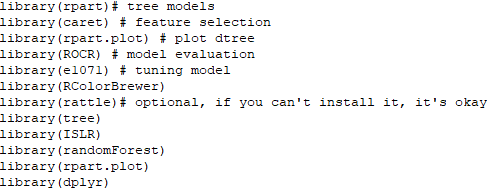 library(rpart)# tree models
library(caret) # feature selection
library(rpart.plot) # plot dtree
library(ROCR) # model evaluation
library(e1071) # tuning model
library(RColorBrewer)
library(rattle)# optional, if you can't install it, it's okay
library(tree)
library(ISLR)
library(randomForest)
library(rpart.plot)
library(dplyr)